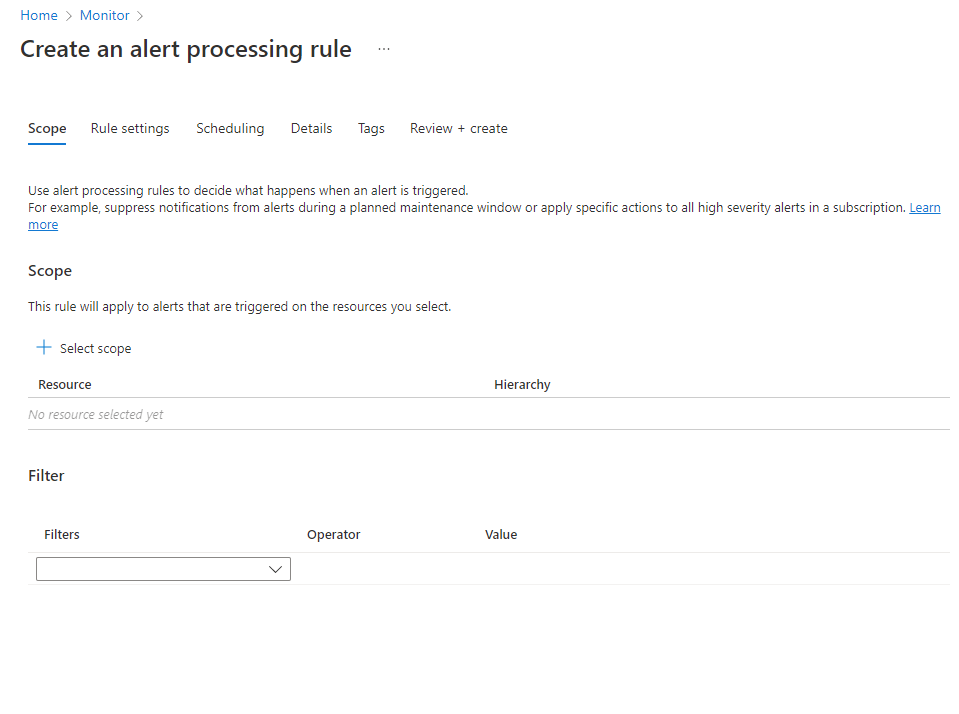 Home > Monitor >
Create an alert processing rule ...
Scope Rule settings Scheduling Details Tags Review + create
Use alert processing rules to decide what happens when an alert is triggered.
For example, suppress notifications from alerts during a planned maintenance window or apply specific actions to all high severity alerts in a subscription. Learn
more
Scope
This rule will apply to alerts that are triggered on the resources you select.
+ Select scope
Resource Hierarchy
No resource selected yet
Filter
Filters Operator Value